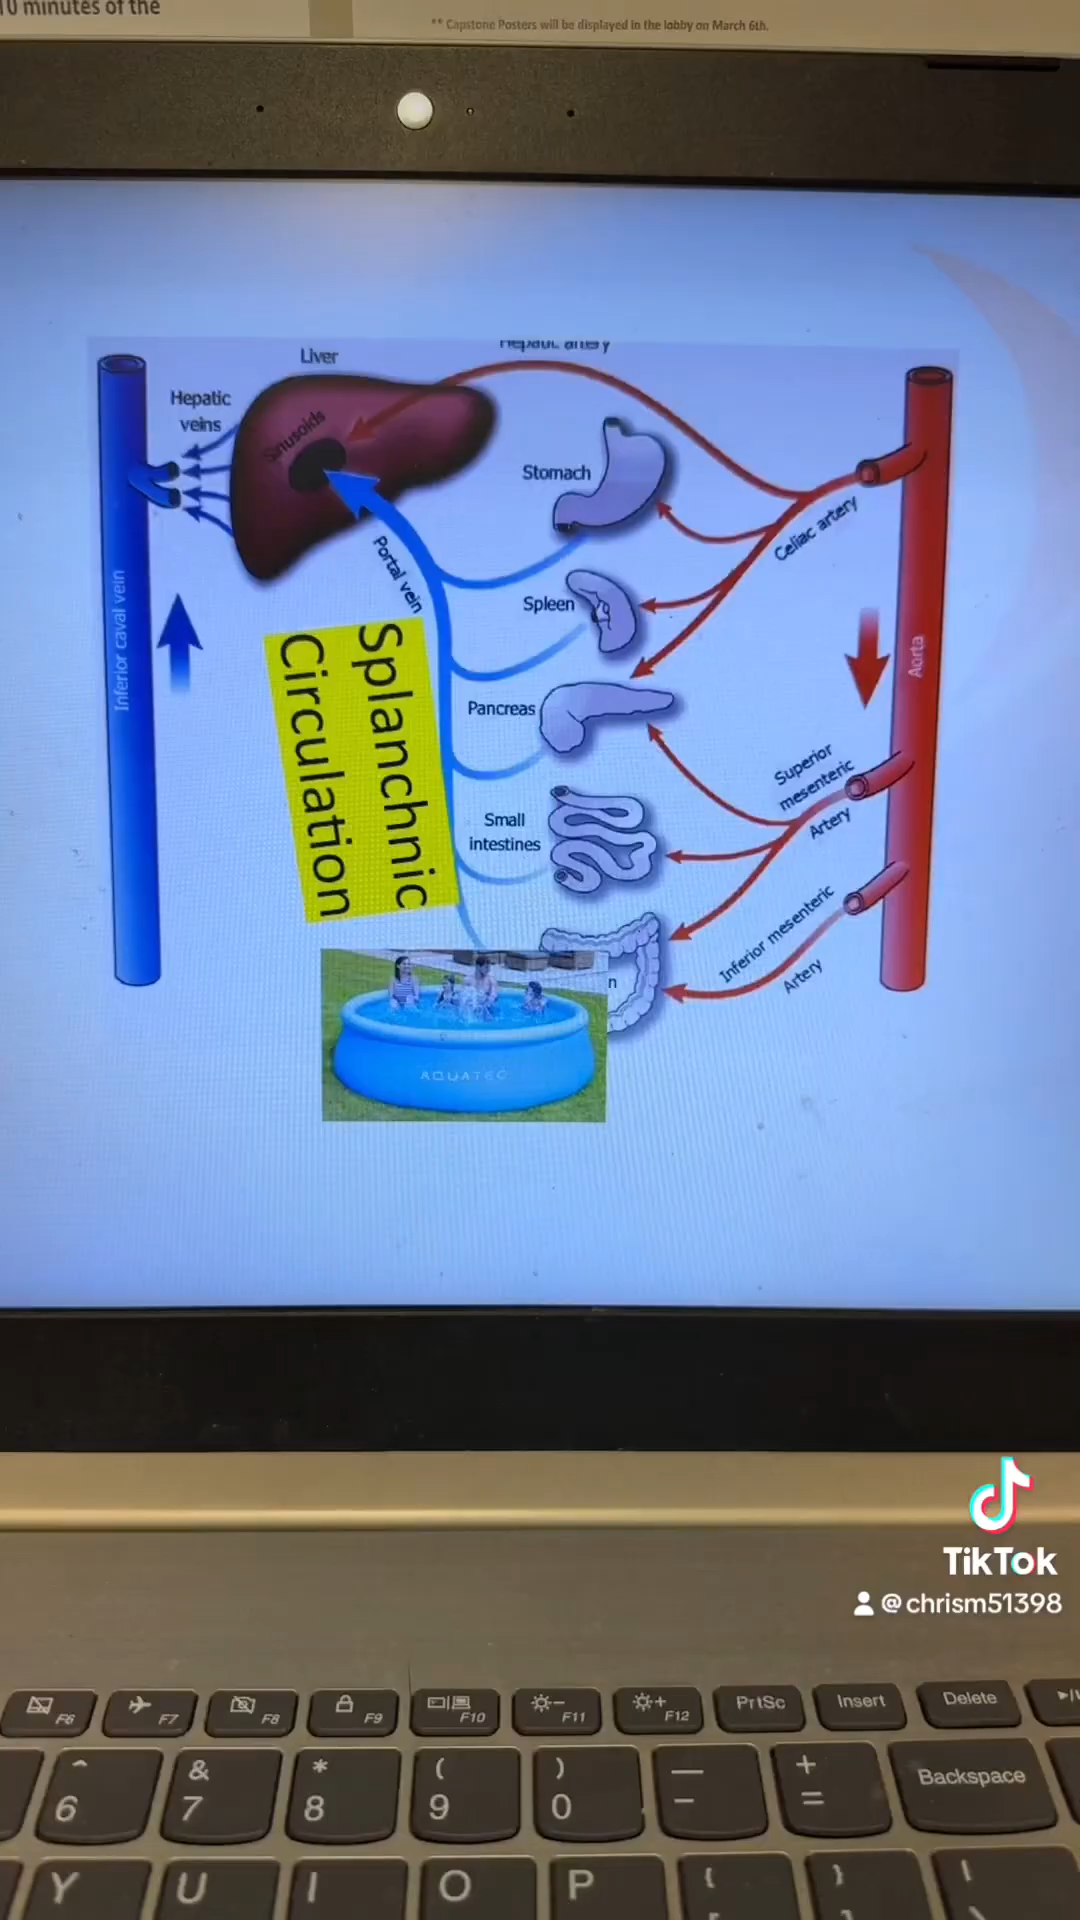 10 minutes of the
** Capstone Posters will be displayed in the lobby on March 6th.
Liver
Hepatic artery
Hepatic
veins
Sinusoids
Stomach
Celiac artery
Portal vein
Spleen
Inferior caval vein
Splanchnic
Circulation
Aorta
Pancreas
Superior
mesenteric
Artery
Small
intestines
Inferior mesenteric
Artery
n
AQUATEC
TikTok
@chrism51398
F6
F7
F8
F9
F10
F11
F12
PrtSc
Insert
Delete
^
6
&
7
*
8
(
9
)
0
—
-
+
=
Backspace
Y
U
I
O
P
{
}